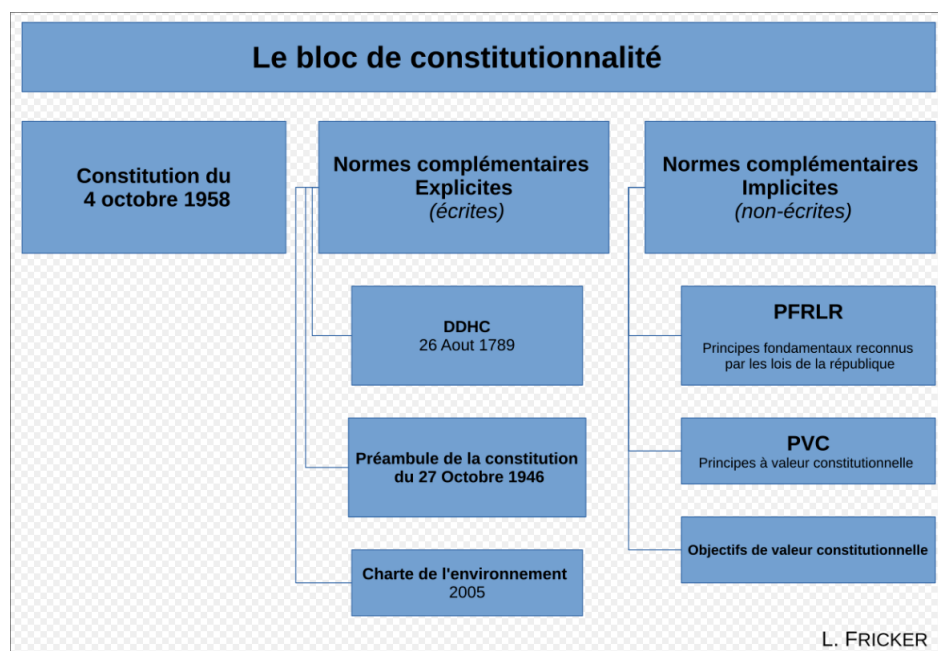 Le bloc de constitutionnalité
Constitution du
4 octobre 1958
Normes complémentaires
Explicites
(écrites)
DDHC
26 Aout 1789
Préambule de la constitution
du 27 Octobre 1946
Charte de l'environnement
2005
Normes complémentaires
Implicites
(non-écrites)
PFRLR
Principes fondamentaux reconnus
par les lois de la république
PVC
Principes à valeur constitutionnelle
Objectifs de valeur constitutionnelle
L. FRICKER